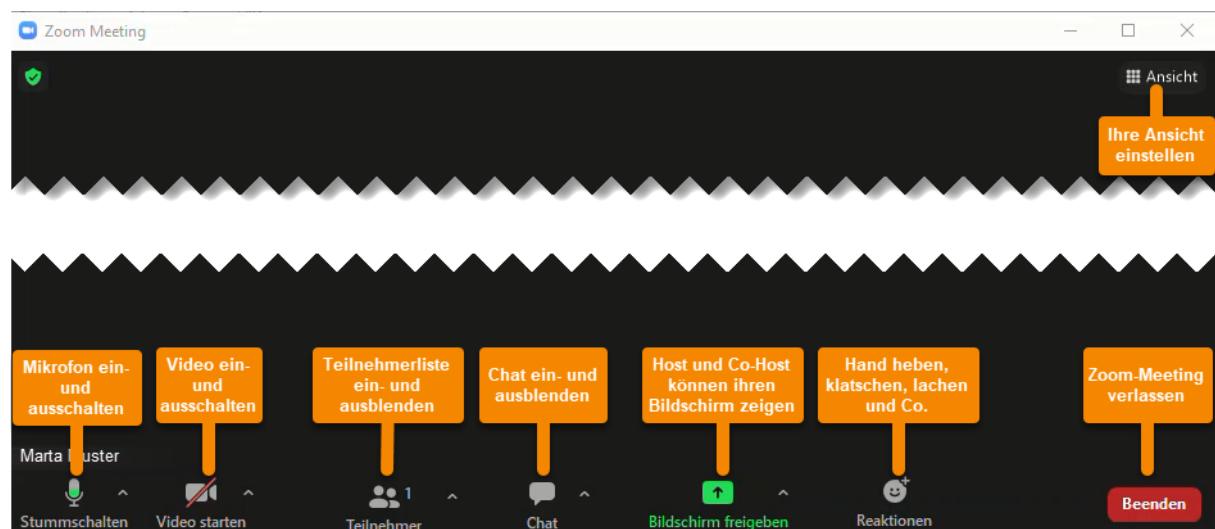 Zoom Meeting
Ansicht
Ihre Ansicht
einstellen
Mikrofon ein-
und
ausschalten
Video ein-
und
ausschalten
Teilnehmerliste
ein- und
ausblenden
Chat ein- und
ausblenden
Host und Co-Host
können ihren
Bildschirm zeigen
Hand heben,
klatschen, lachen
und Co.
Zoom-Meeting
verlassen
Marta Muster
1
Stummschalten
Video starten
Teilnehmer
Chat
Bildschirm freigeben
Reaktionen
Beenden